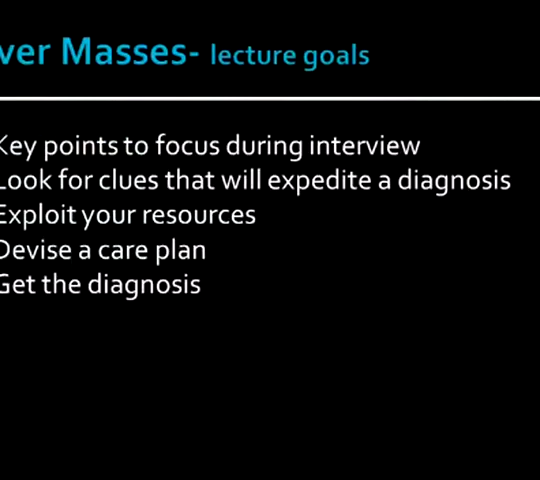 ver Masses- lecture goals
Key points to focus during interview
Look for clues that will expedite a diagnosis
Exploit your resources
Devise a care plan
Get the diagnosis